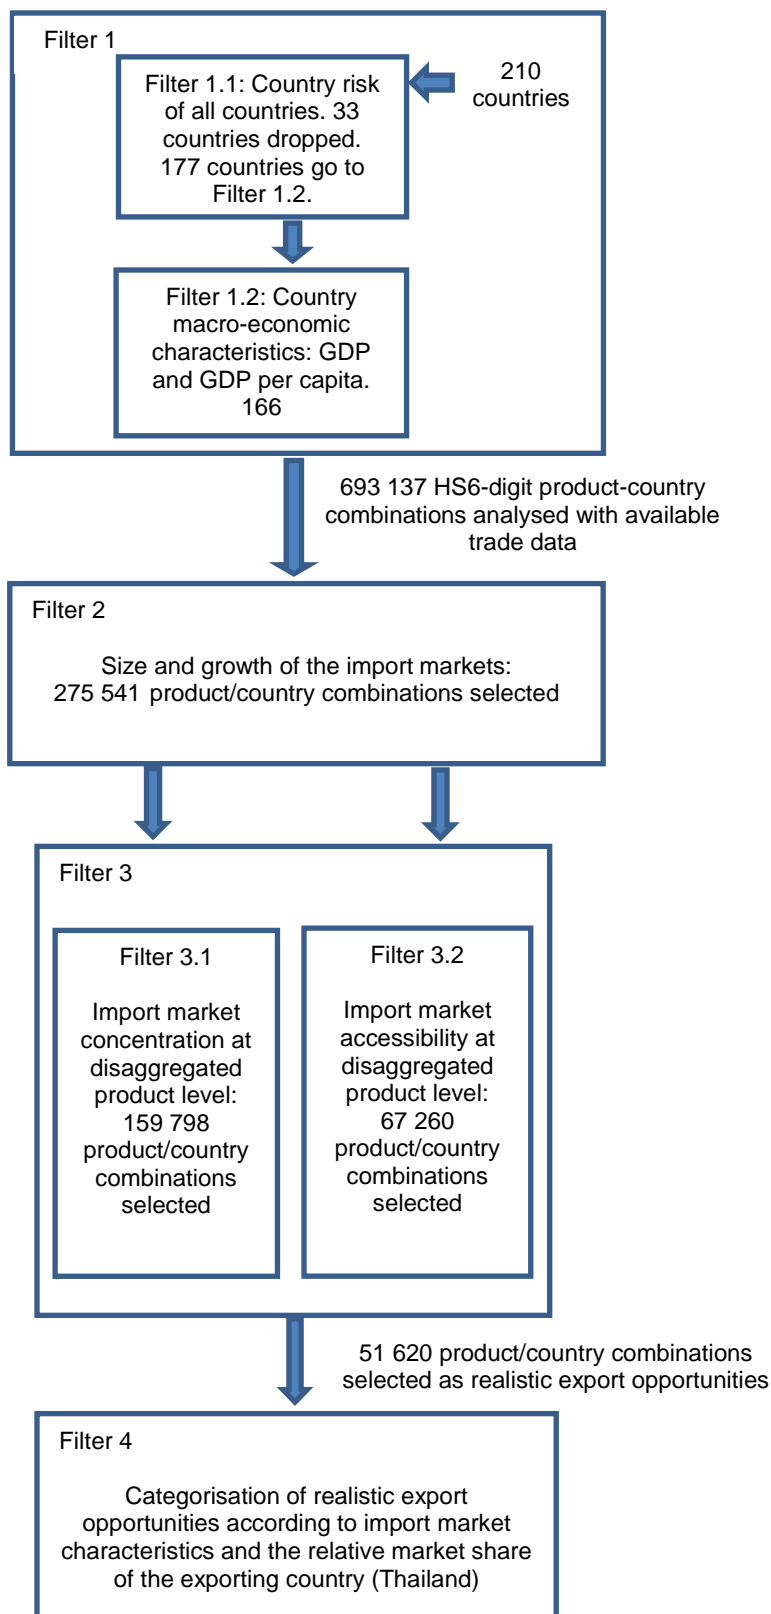 Filter 1
210
countries
Filter 1.1: Country risk
of all countries. 33
countries dropped.
177 countries go to
Filter 1.2.
Filter 1.2: Country
macro-economic
characteristics: GDP
and GDP per capita.
166
693 137 HS6-digit product-country
combinations analysed with available
trade data
Filter 2
Size and growth of the import markets:
275 541 product/country combinations selected
Filter 3
Filter 3.1
Import market
concentration at
disaggregated
product level:
159 798
product/country
combinations
selected
Filter 3.2
Import market
accessibility at
disaggregated
product level:
67 260
product/country
combinations
selected
51 620 product/country combinations
selected as realistic export opportunities
Filter 4
Categorisation of realistic export
opportunities according to import market
characteristics and the relative market share
of the exporting country (Thailand)